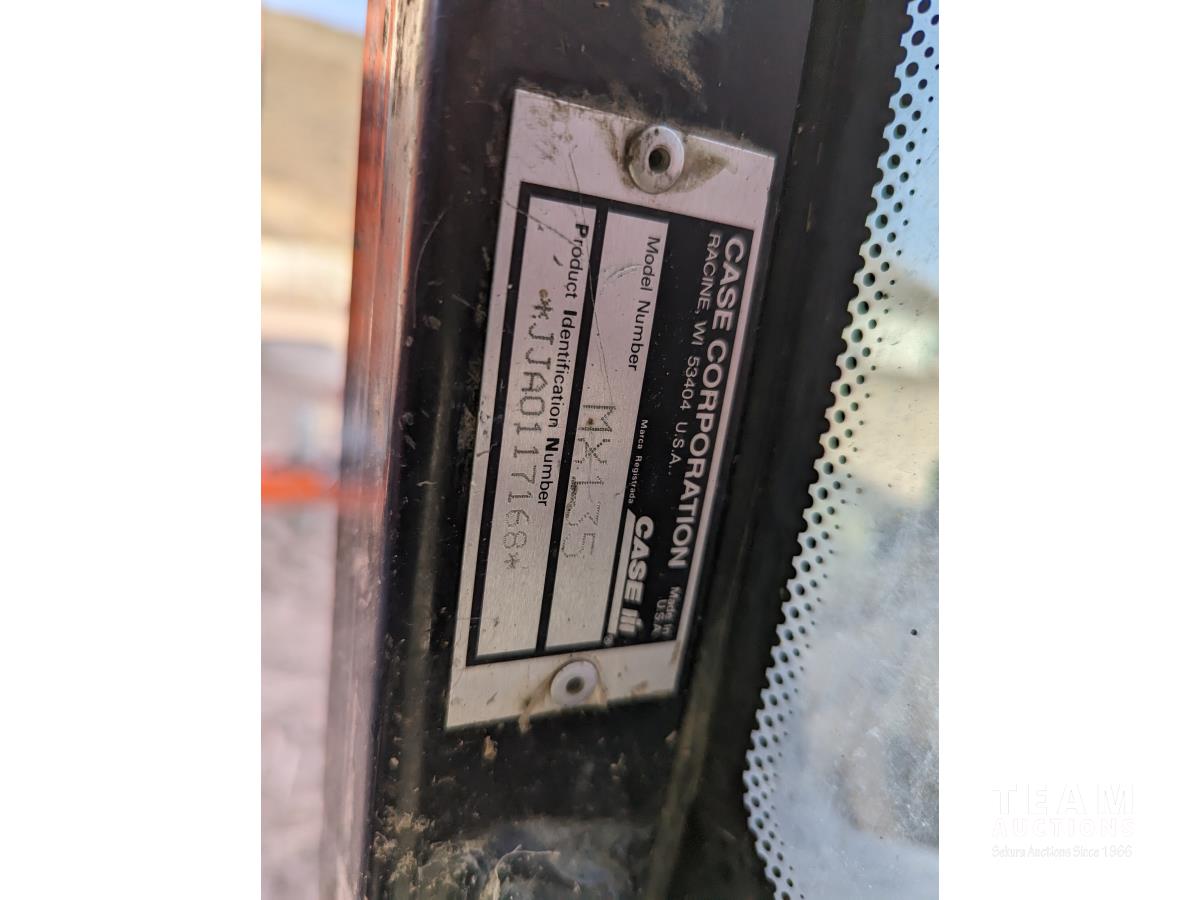 CASE CORPORATION
RACINE, WI 53404 U.S.A.
Made in
U.S.A
Marca Registrada
CASE IH®
Model Number
MX135
Product Identification Number
*JJA0117168*
TEAM
AUCTIONS
Sekura Auctions Since 1966